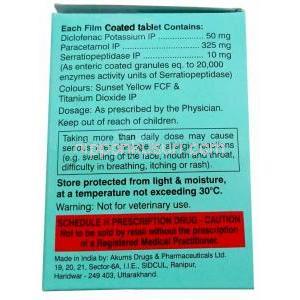 Each Film Coated tablet Contains:
Diclofenac Potassium IP ................ 50 mg
Paracetamol IP ............................ 325 mg
Serratiopeptidase IP .................... 10 mg
(As enteric coated granules eq. to 20,000
enzymes activity units of Serratiopeptidase)
Colours: Sunset Yellow FCF &
Titanium Dioxide IP
Dosage: As prescribed by the Physician.
Keep out of reach of children.
Taking more than daily dose may cause
serious liver damage or allergic reactions
(e.g. swelling of the face, mouth and throat,
difficulty in breathing, itching or rash).
Store protected from light & moisture,
at a temperature not exceeding 30°C.
Warning: Not for veterinary use.
SCHEDULE H PRESCRIPTION DRUG - CAUTION
Not to be sold by retail without the prescription
of a Registered Medical Practitioner.
Made in India by: Akums Drugs & Pharmaceuticals Ltd.
19, 20, 21, Sector-6A, I.I.E., SIDCUL, Ranipur,
Haridwar - 249 403, Uttarakhand.